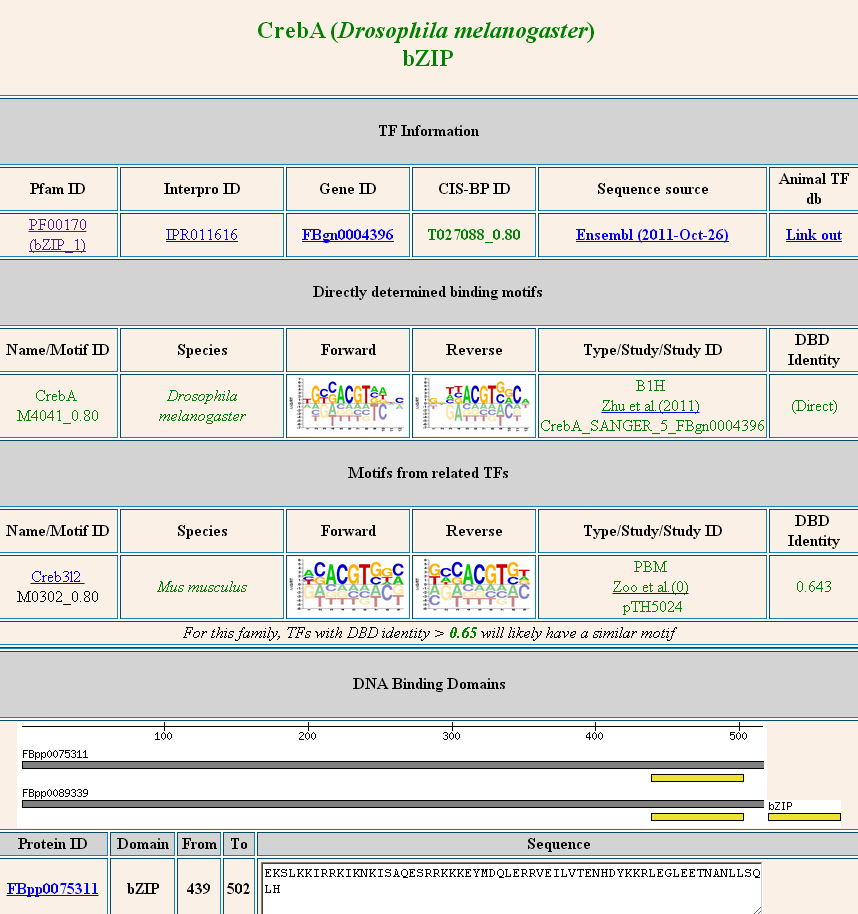 CrebA (Drosophila melanogaster)
bZIP
TF Information
Pfam ID Interpro ID Gene ID CIS-BP ID Sequence source Animal TF db
PF00170 (bZIP_1) IPR011616 FBgn0004396 T027088_0.80 Ensembl (2011-Oct-26) Link out
Directly determined binding motifs
Name/Motif ID Species Forward Reverse Type/Study/Study ID DBD Identity
CrebA
M4041_0.80
Drosophila
melanogaster
B1H
Zhu et al.(2011)
CrebA_SANGER_5_FBgn0004396
(Direct)
Motifs from related TFs
Name/Motif ID Species Forward Reverse Type/Study/Study ID DBD Identity
Creb3l2
M0302_0.80
Mus musculus
PBM
Zoo et al.(0)
pTH5024
0.643
For this family, TFs with DBD identity > 0.65 will likely have a similar motif
DNA Binding Domains
100 200 300 400 500
FBpp0075311
FBpp0089339
bZIP
Protein ID Domain From To Sequence
FBpp0075311 bZIP 439 502
EKSLKKIRRKIKNKISAQESRRKKKEYMDQLERRVEILVTENHDYKKRLEGLEETNANLLSQ
LH